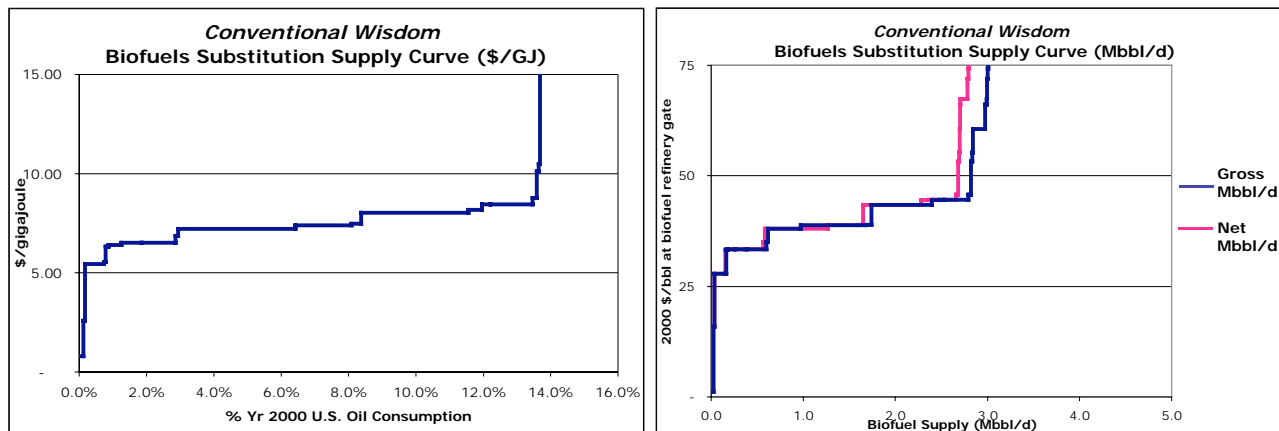 Conventional Wisdom
Biofuels Substitution Supply Curve ($/GJ)
15.00
10.00
5.00
-
$/gigajoule
0.0% 2.0% 4.0% 6.0% 8.0% 10.0% 12.0% 14.0% 16.0%
% Yr 2000 U.S. Oil Consumption
Conventional Wisdom
Biofuels Substitution Supply Curve (Mbbl/d)
75
50
25
-
2000 $/bbl at biofuel refinery gate
0.0 1.0 2.0 3.0 4.0 5.0
Biofuel Supply (Mbbl/d)
Gross
Mbbl/d
Net
Mbbl/d